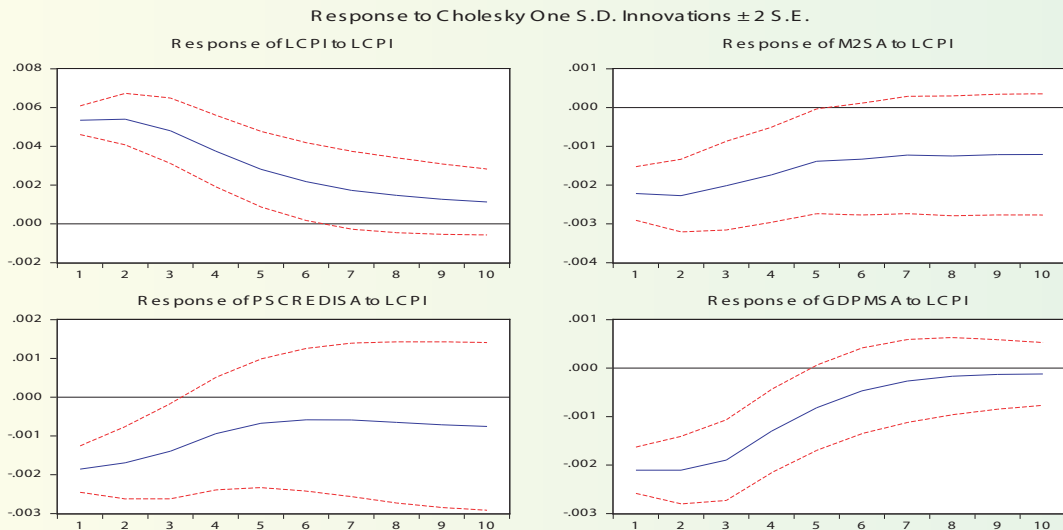 Response to Cholesky One S.D. Innovations ± 2 S.E.
Response of LCPI to LCPI
.008
.006
.004
.002
.000
-.002
1 2 3 4 5 6 7 8 9 10
Response of M2SA to LCPI
.001
.000
-.001
-.002
-.003
-.004
1 2 3 4 5 6 7 8 9 10
Response of PSCREDISA to LCPI
.002
.001
.000
-.001
-.002
-.003
1 2 3 4 5 6 7 8 9 10
Response of GDPMSA to LCPI
.001
.000
-.001
-.002
-.003
1 2 3 4 5 6 7 8 9 10